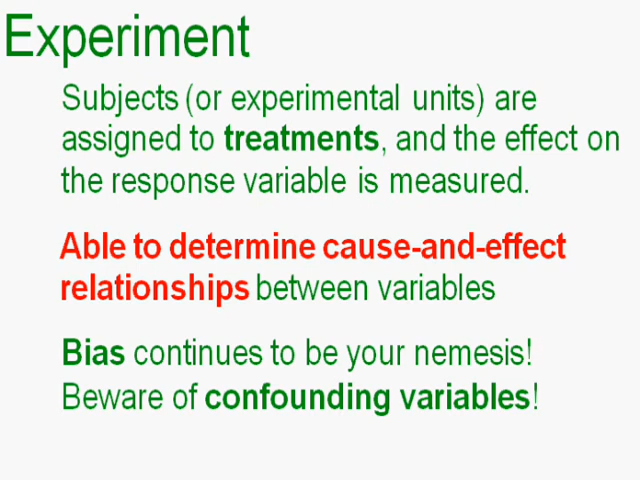 Experiment
Subjects (or experimental units) are
assigned to treatments, and the effect on
the response variable is measured.
Able to determine cause-and-effect
relationships between variables
Bias continues to be your nemesis!
Beware of confounding variables!